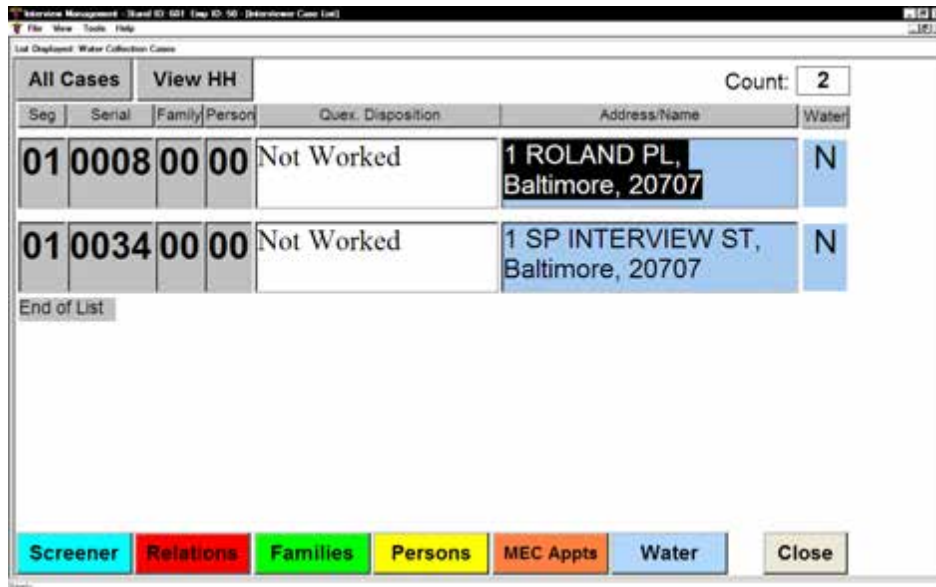 Interview Management - Stand ID: 601 Emp ID: 50 - [Interviewer Case List]
File View Tools Help
List Displayed: Water Collection Cases
All Cases View HH Count: 2
Seg Serial Family Person Quex. Disposition Address/Name Water
01 0008 00 00 Not Worked 1 ROLAND PL, N
Baltimore, 20707
01 0034 00 00 Not Worked 1 SP INTERVIEW ST, N
Baltimore, 20707
End of List
Screener Relations Families Persons MEC Appts Water Close